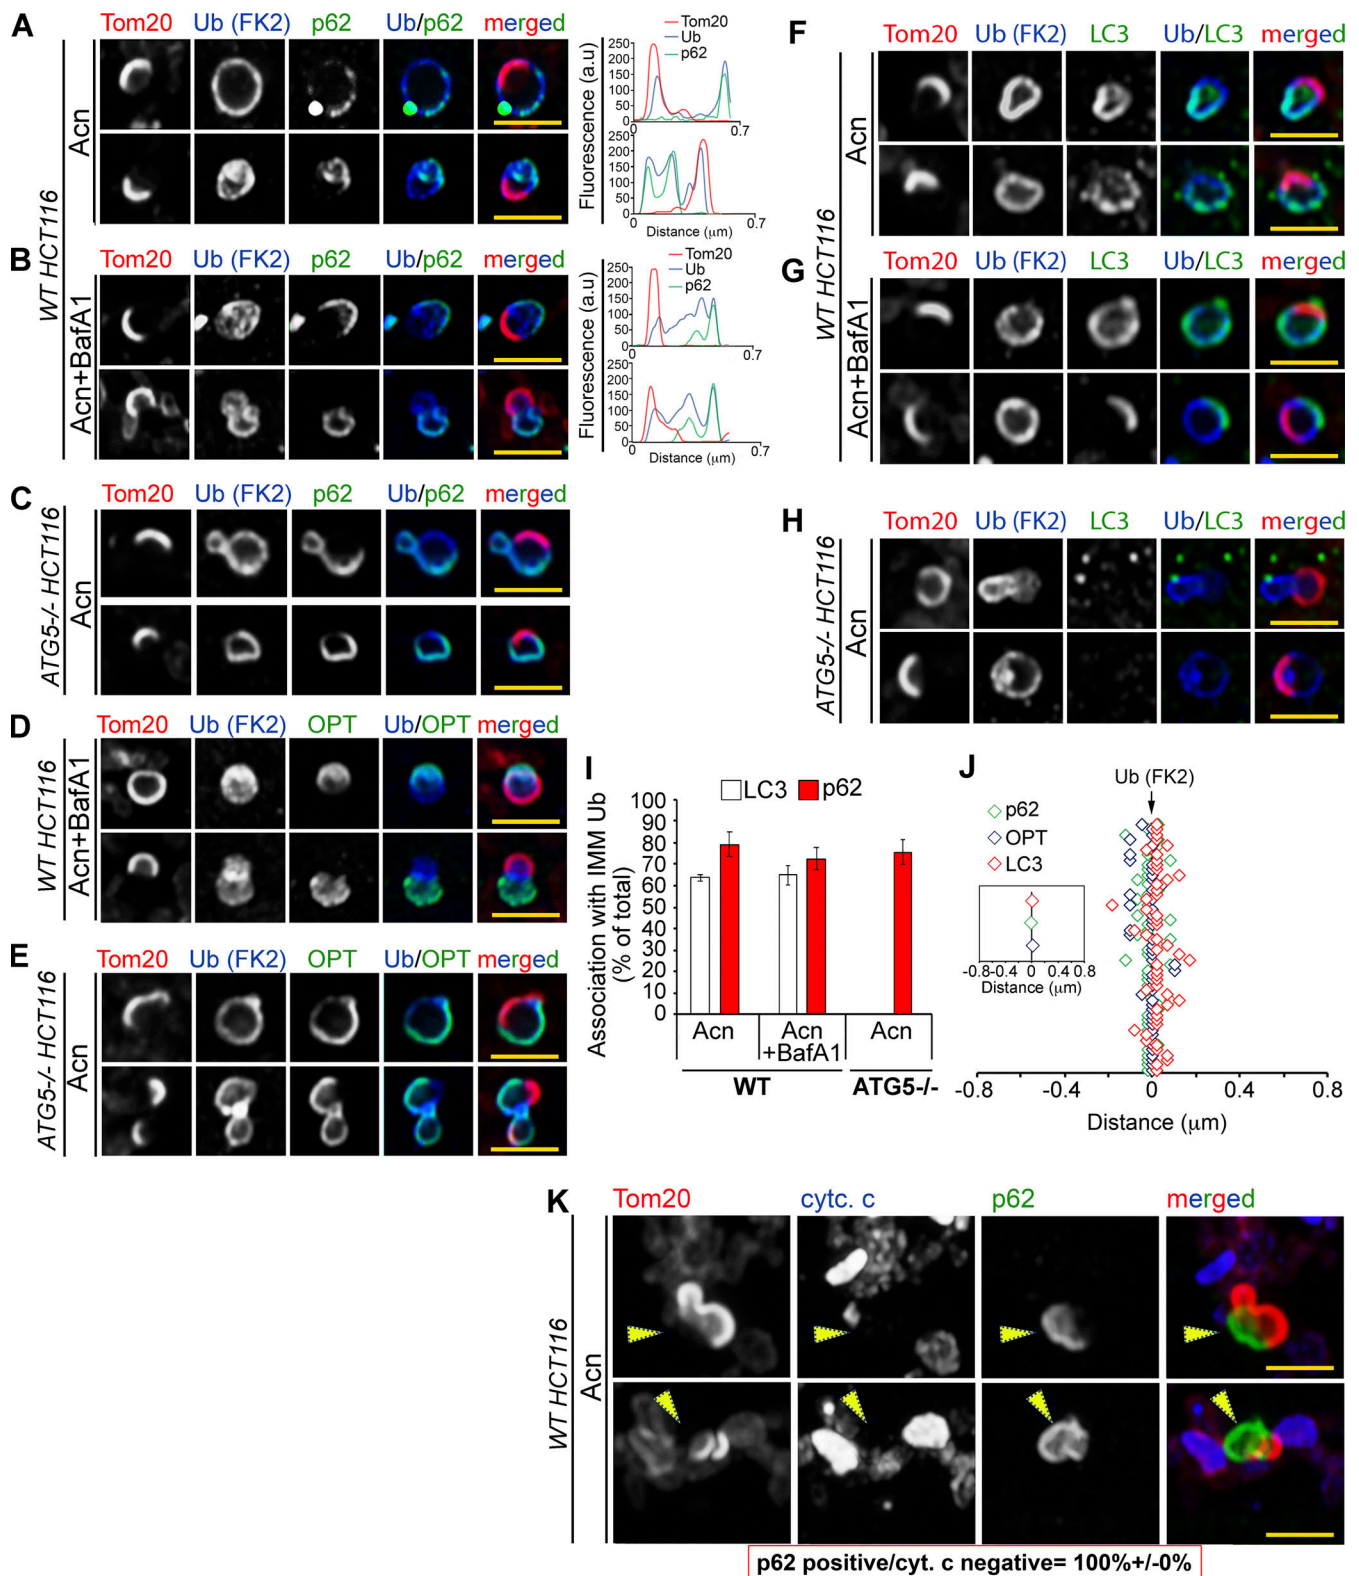 A
Tom20 Ub (FK2) p62 Ub/p62 merged
WT HCT116
Acn
Tom20
Ub
p62
Fluorescence (a.u)
250
200
150
100
50
0
0 0.7
250
200
150
100
50
0
0 0.7
Distance (μm)
B
Tom20 Ub (FK2) p62 Ub/p62 merged
Acn+BafA1
Tom20
Ub
p62
Fluorescence (a.u)
250
200
150
100
50
0
0 0.7
250
200
150
100
50
0
0 0.7
Distance (μm)
C
Tom20 Ub (FK2) p62 Ub/p62 merged
ATG5-/- HCT116
Acn
D
Tom20 Ub (FK2) OPT Ub/OPT merged
WT HCT116
Acn+BafA1
E
Tom20 Ub (FK2) OPT Ub/OPT merged
ATG5-/- HCT116
Acn
F
Tom20 Ub (FK2) LC3 Ub/LC3 merged
WT HCT116
Acn
G
Tom20 Ub (FK2) LC3 Ub/LC3 merged
Acn+BafA1
H
Tom20 Ub (FK2) LC3 Ub/LC3 merged
ATG5-/- HCT116
Acn
I
LC3 p62
Association with IMM Ub
(% of total)
100
90
80
70
60
50
40
30
20
10
0
Acn Acn Acn
+BafA1
WT ATG5-/-
J
Ub (FK2)
p62
OPT
LC3
-0.8 0 0.8
Distance (μm)
-0.8 -0.4 0 0.4 0.8
Distance (μm)
K
Tom20 cytc. c p62 merged
WT HCT116
Acn
p62 positive/cyt. c negative= 100%+/-0%